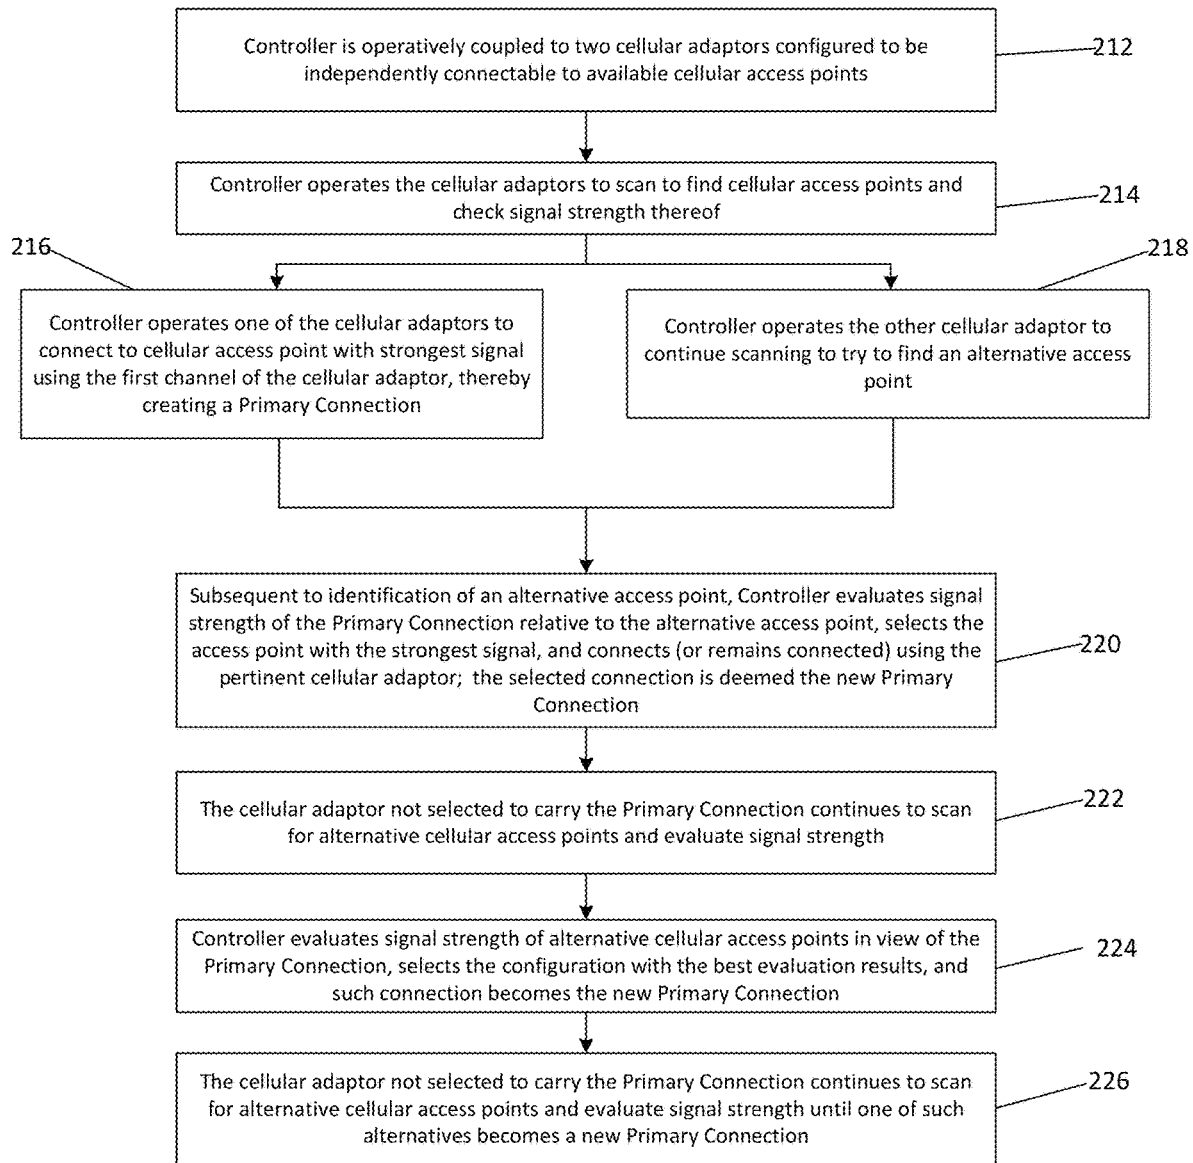 Controller is operatively coupled to two cellular adaptors configured to be
independently connectable to available cellular access points
212
Controller operates the cellular adaptors to scan to find cellular access points and
check signal strength thereof
214
216
218
Controller operates one of the cellular adaptors to
connect to cellular access point with strongest signal
using the first channel of the cellular adaptor, thereby
creating a Primary Connection
Controller operates the other cellular adaptor to
continue scanning to try to find an alternative access
point
Subsequent to identification of an alternative access point, Controller evaluates signal
strength of the Primary Connection relative to the alternative access point, selects the
access point with the strongest signal, and connects (or remains connected) using the
pertinent cellular adaptor; the selected connection is deemed the new Primary
Connection
220
The cellular adaptor not selected to carry the Primary Connection continues to scan
for alternative cellular access points and evaluate signal strength
222
Controller evaluates signal strength of alternative cellular access points in view of the
Primary Connection, selects the configuration with the best evaluation results, and
such connection becomes the new Primary Connection
224
The cellular adaptor not selected to carry the Primary Connection continues to scan
for alternative cellular access points and evaluate signal strength until one of such
alternatives becomes a new Primary Connection
226